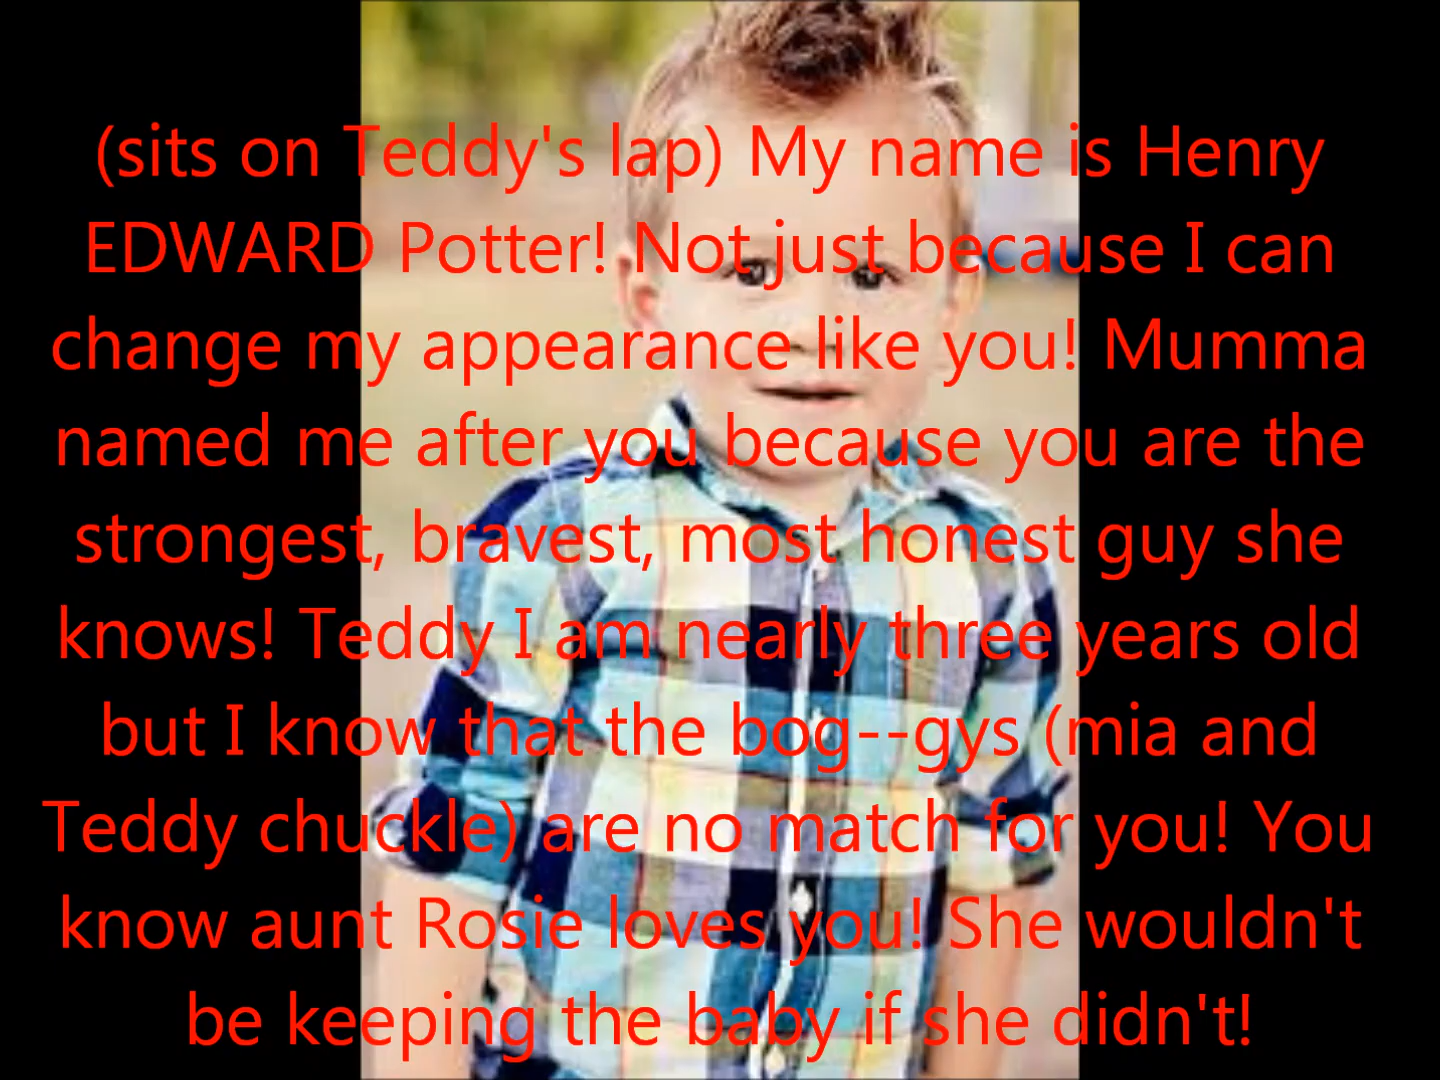 (sits on Teddy's lap) My name is Henry
EDWARD Potter! Not just because I can
change my appearance like you! Mumma
named me after you because you are the
strongest, bravest, most honest guy she
knows! Teddy I am nearly three years old
but I know that the bog--gys (mia and
Teddy chuckle) are no match for you! You
know aunt Rosie loves you! She wouldn't
be keeping the baby if she didn't!